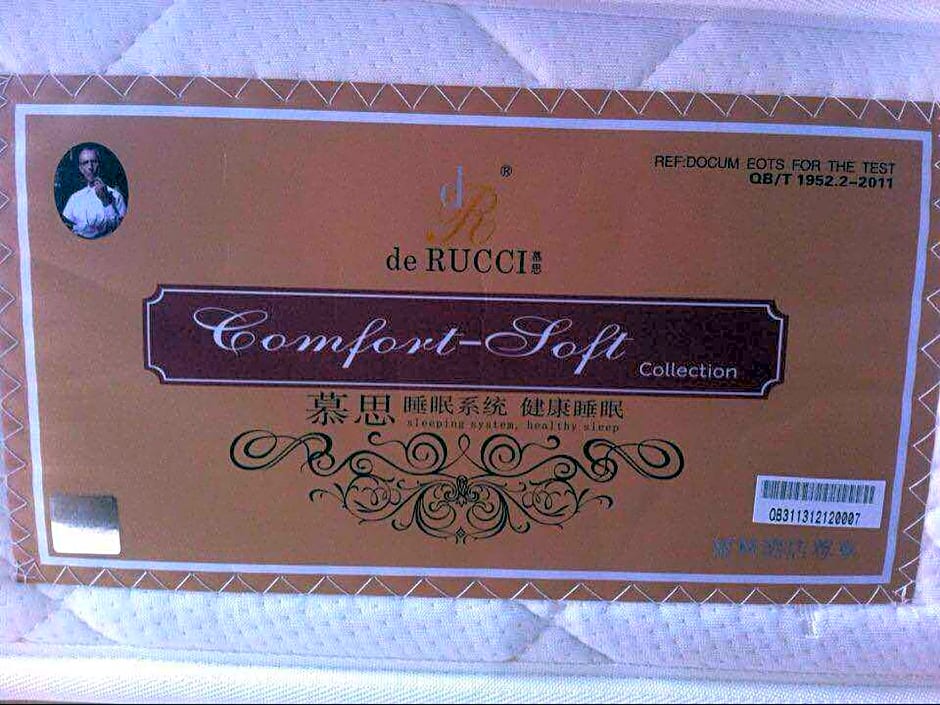 REF:DOCUM EOTS FOR THE TEST
QB/T 1952.2-2011
dR®
de RUCCI慕思
Comfort-Soft
Collection
慕思 睡眠系统 健康睡眠
sleeping system, healthy sleep
QB311312120007